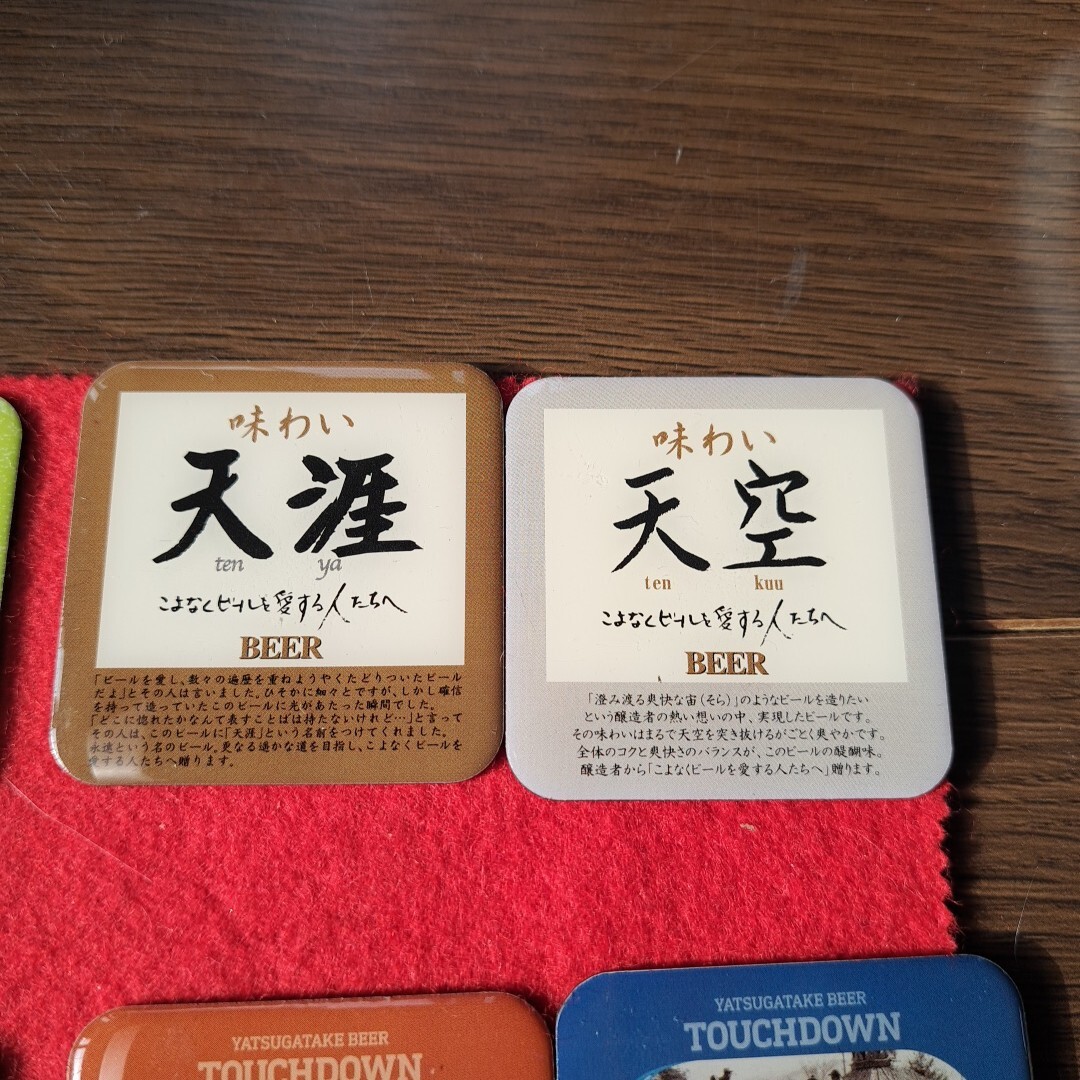 味わい
天涯
ten ya
こよなくビールを愛する人たちへ
BEER
「ビールを愛し、数々の遍歴を重ねようやくたどりついたビール
だよ」とその人は言いました。ひそかに細々とですが、しかし確信
を持って造っていたこのビールに光があたった瞬間でした。
「どこに惚れたかなんて表すことばは持たないけれど…」と言って
その人は、このビールに「天涯」という名前をつけてくれました。
永遠という名のビール。更なる遥かな道を目指し、こよなくビールを
愛する人たちへ贈ります。
味わい
天空
ten kuu
こよなくビールを愛する人たちへ
BEER
「澄み渡る爽快な宙(そら)」のようなビールを造りたい
という醸造者の熱い想いの中、実現したビールです。
その味わいはまるで天空を突き抜けるがごとく爽やかです。
全体のコクと爽快さのバランスが、このビールの醍醐味。
醸造者から「こよなくビールを愛する人たちへ」贈ります。
YATSUGATAKE BEER
TOUCHDOWN
YATSUGATAKE BEER
TOUCHDOWN